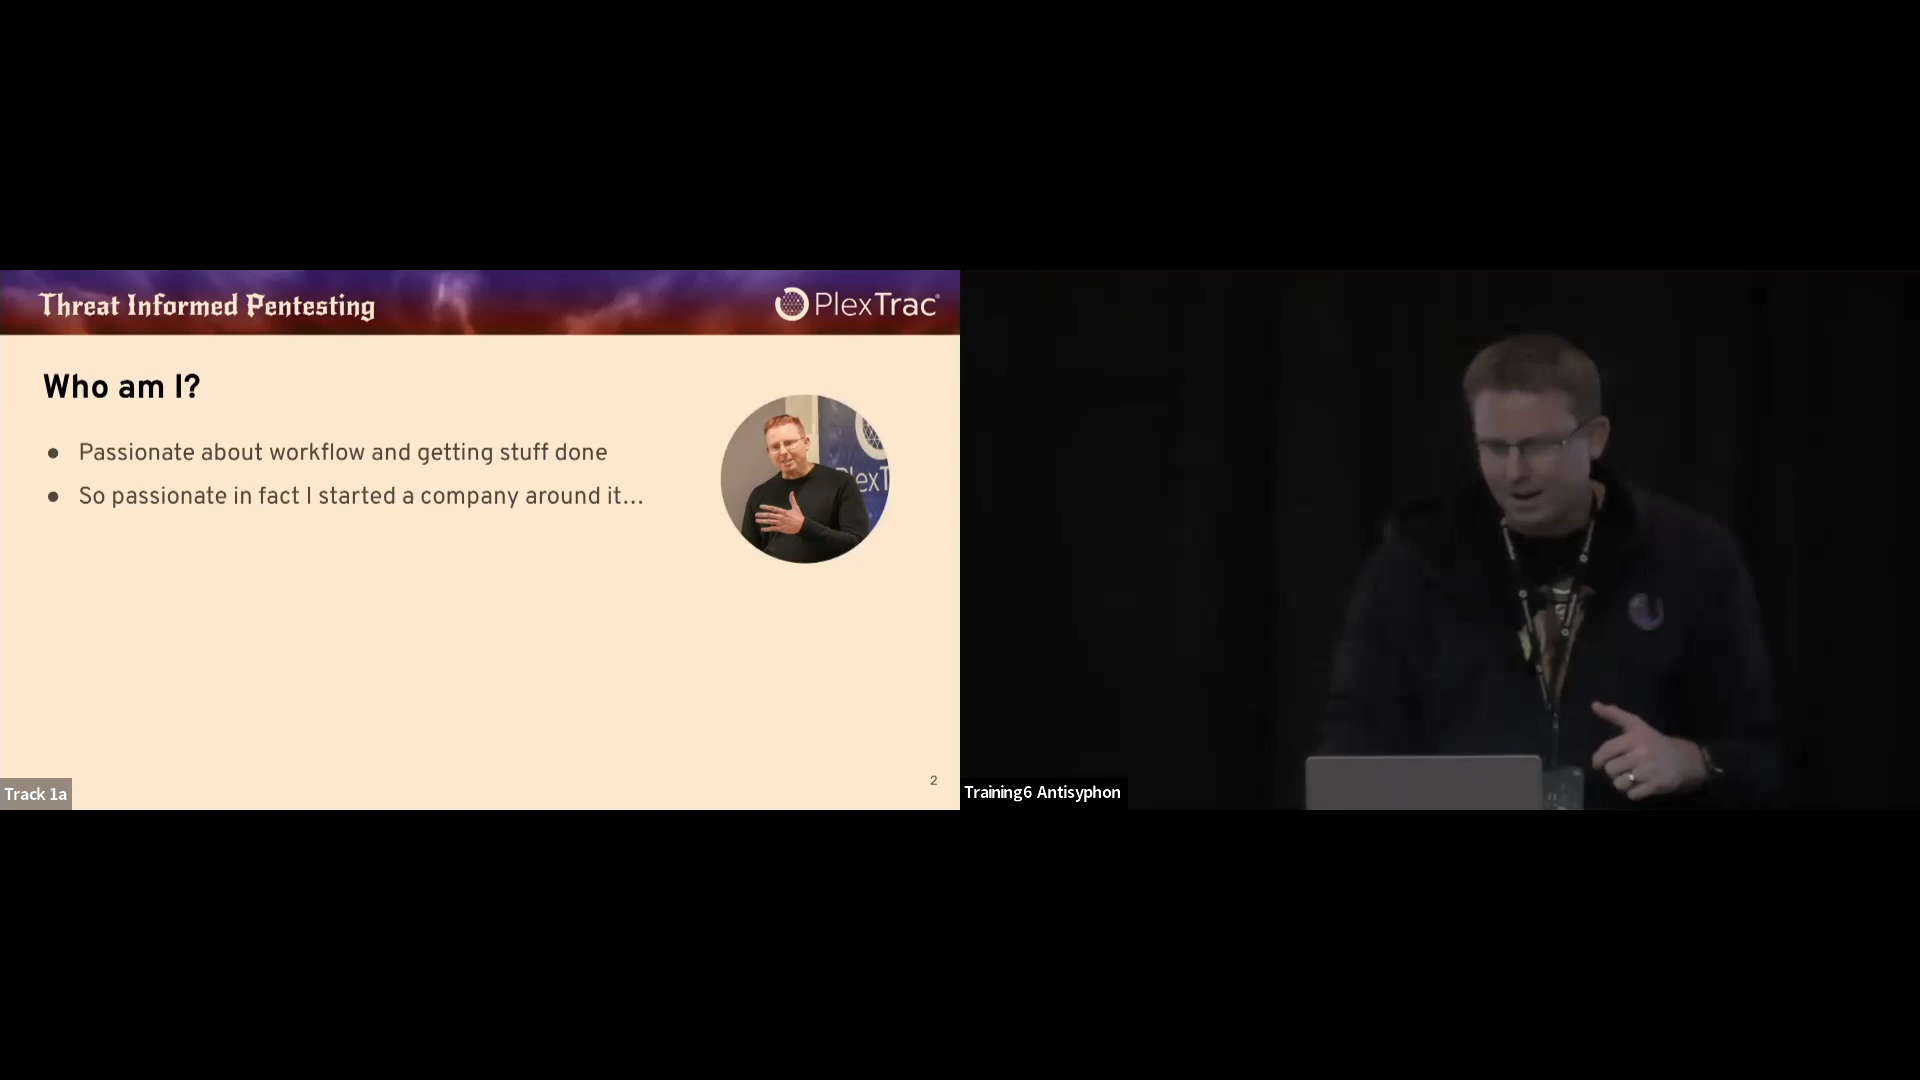 Threat Informed Pentesting
PlexTrac
Who am I?
● Passionate about workflow and getting stuff done
● So passionate in fact I started a company around it...
2
Track 1a
Training6 Antisyphon